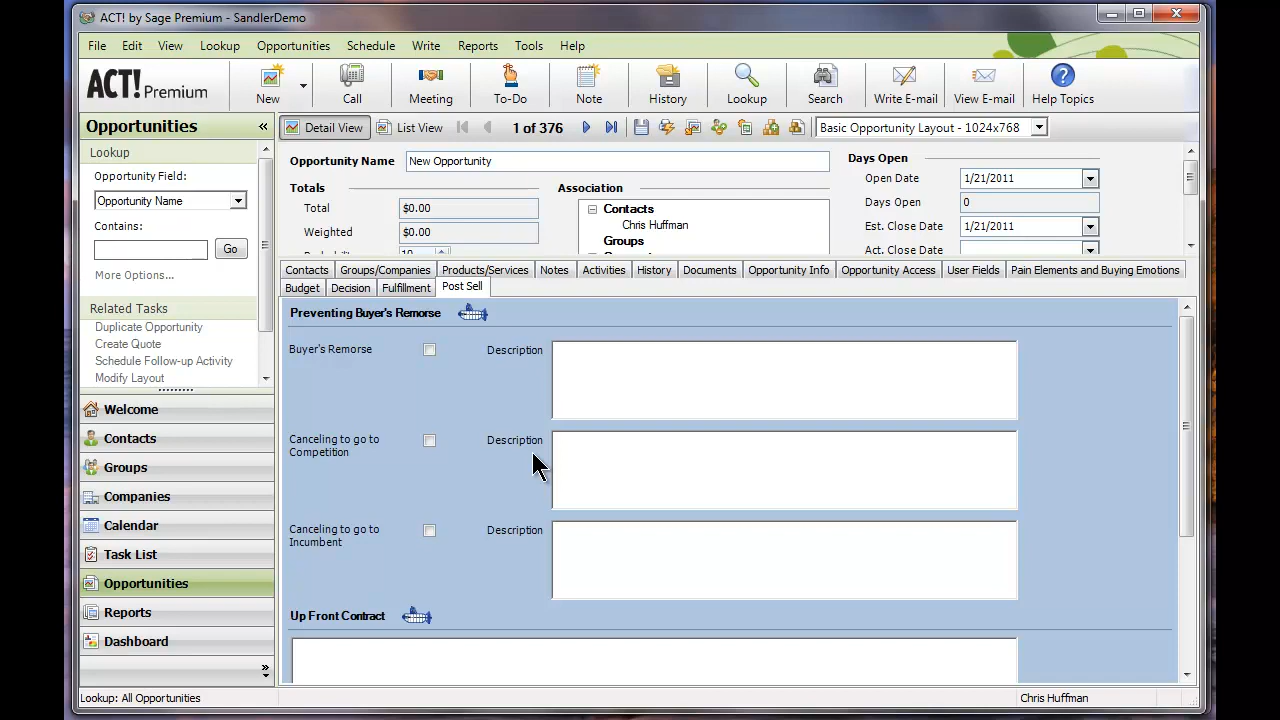 ACT! by Sage Premium - SandlerDemo
File Edit View Lookup Opportunities Schedule Write Reports Tools Help
ACT! Premium
New Call Meeting To-Do Note History Lookup Search Write E-mail View E-mail Help Topics
Opportunities «
Detail View List View 1 of 376 Basic Opportunity Layout - 1024x768
Lookup
Opportunity Field:
Opportunity Name
Contains:
Go
More Options...
Related Tasks
Duplicate Opportunity
Create Quote
Schedule Follow-up Activity
Modify Layout
Welcome
Contacts
Groups
Companies
Calendar
Task List
Opportunities
Reports
Dashboard
»
Opportunity Name New Opportunity
Totals
Total $0.00
Weighted $0.00
Probability 10
Association
Contacts
Chris Huffman
Groups
Days Open
Open Date 1/21/2011
Days Open 0
Est. Close Date 1/21/2011
Act. Close Date
Contacts Groups/Companies Products/Services Notes Activities History Documents Opportunity Info Opportunity Access User Fields Pain Elements and Buying Emotions
Budget Decision Fulfillment Post Sell
Preventing Buyer's Remorse
Buyer's Remorse Description
Canceling to go to
Competition
Description
Canceling to go to
Incumbent
Description
Up Front Contract
Lookup: All Opportunities Chris Huffman